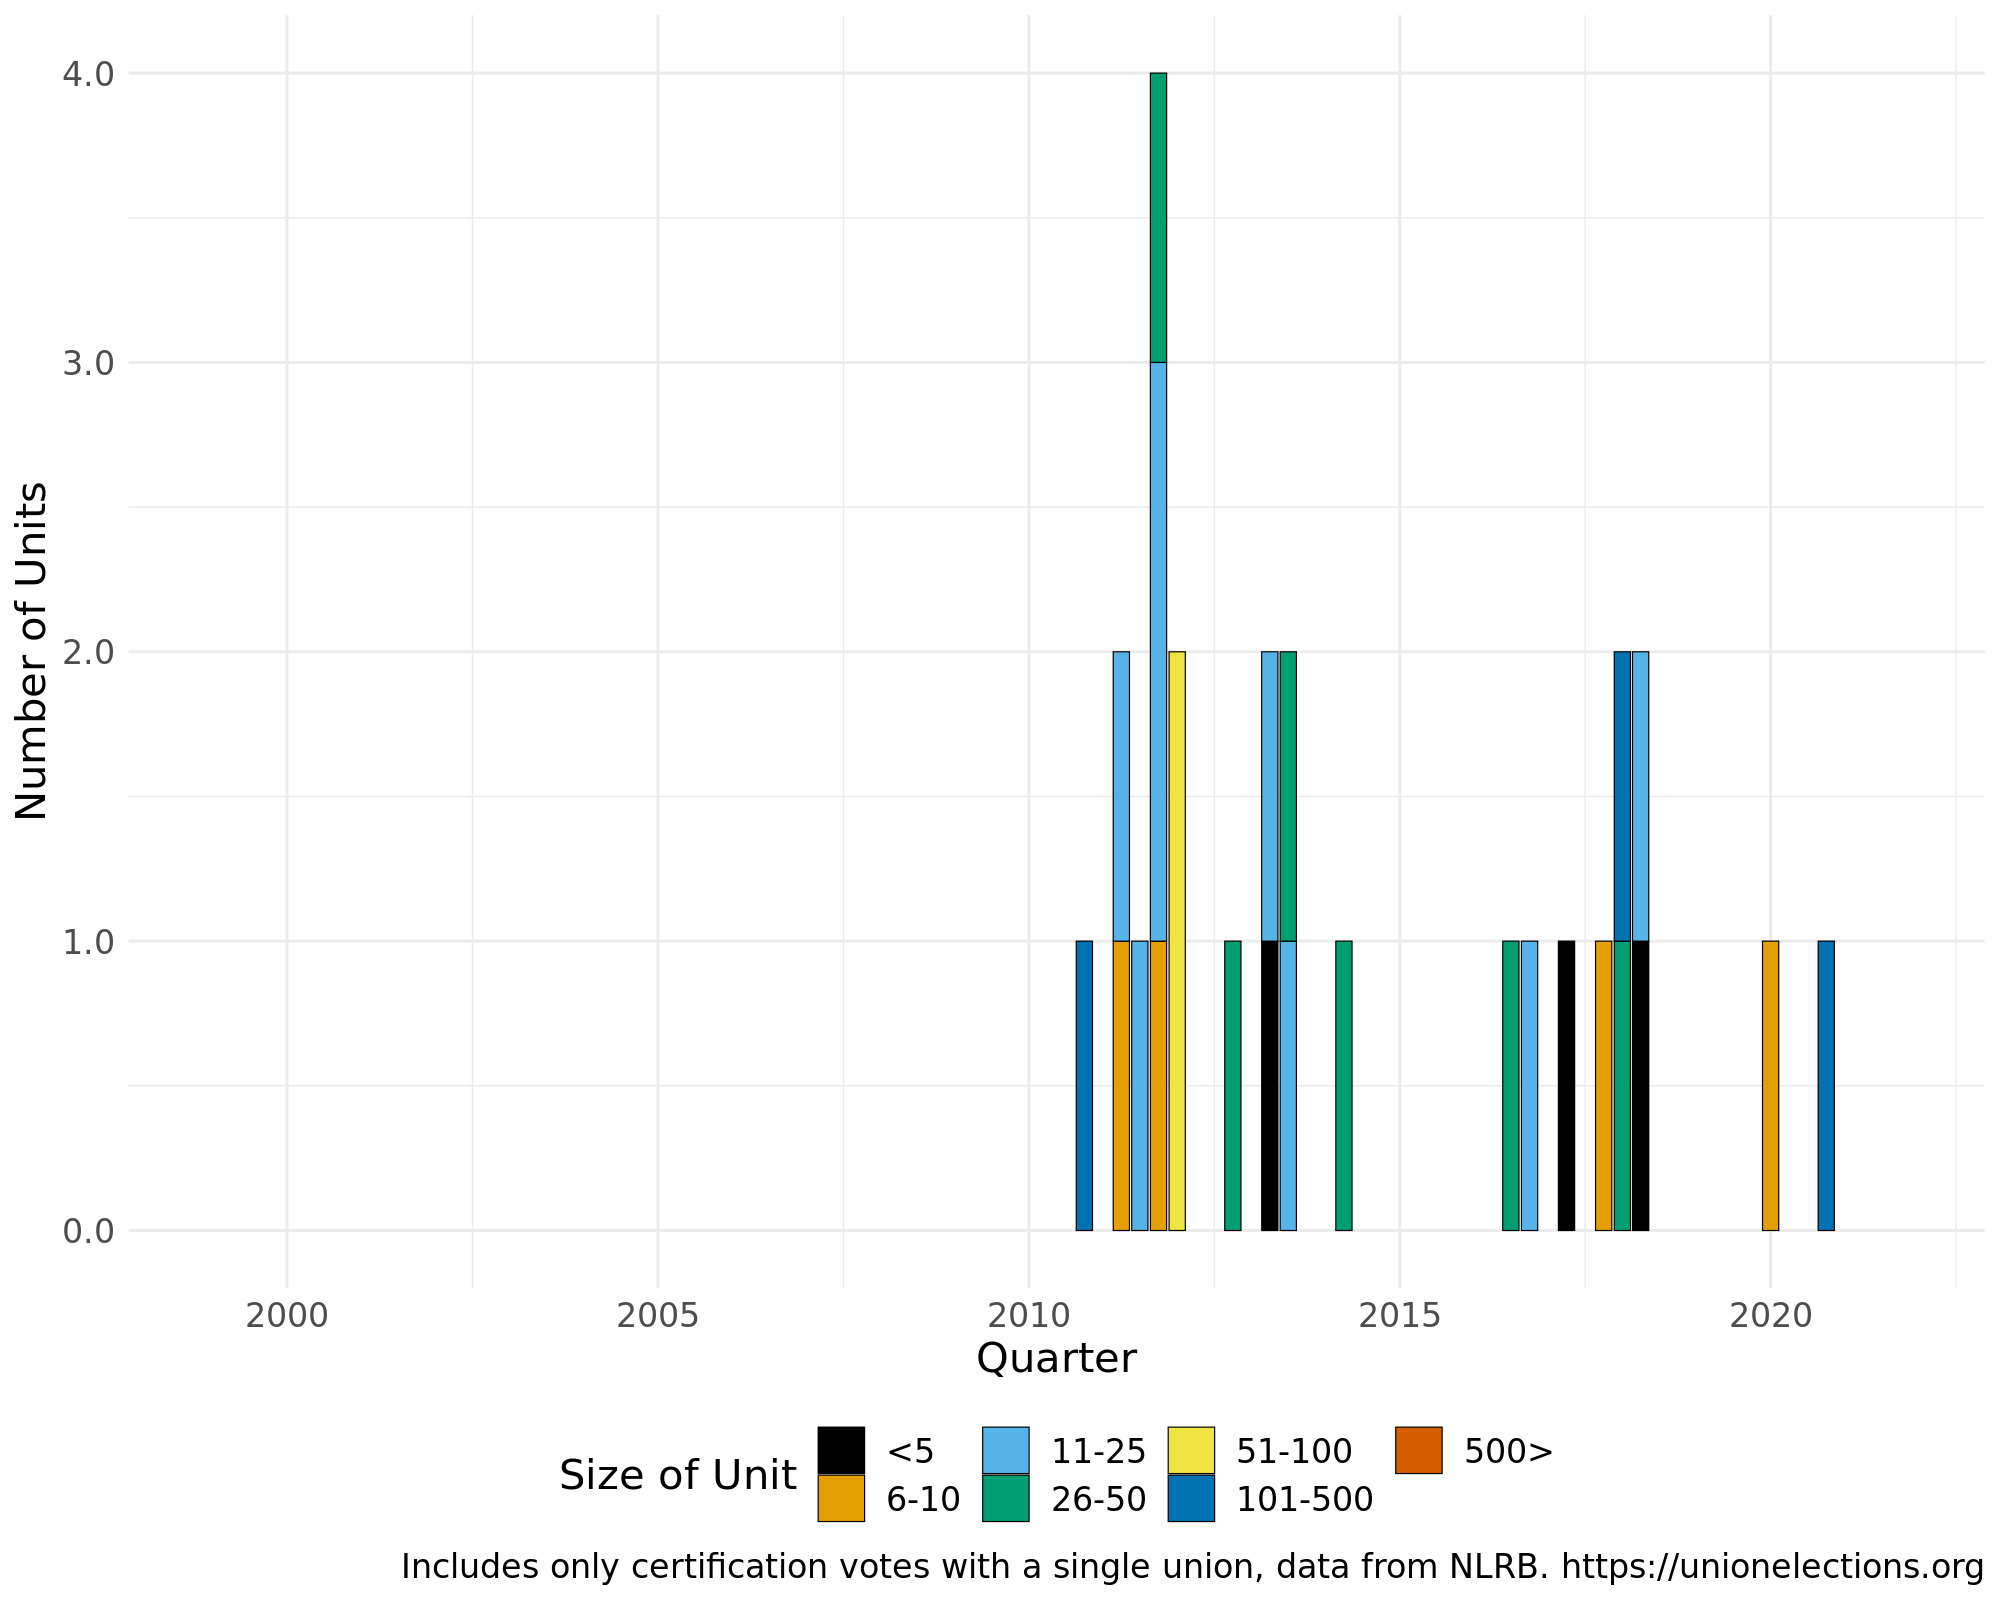 4.0
3.0
2.0
1.0
0.0
Number of Units
2000 2005 2010 2015 2020
Quarter
Size of Unit
<5 11-25 51-100 500>
6-10 26-50 101-500
Includes only certification votes with a single union, data from NLRB. https://unionelections.org